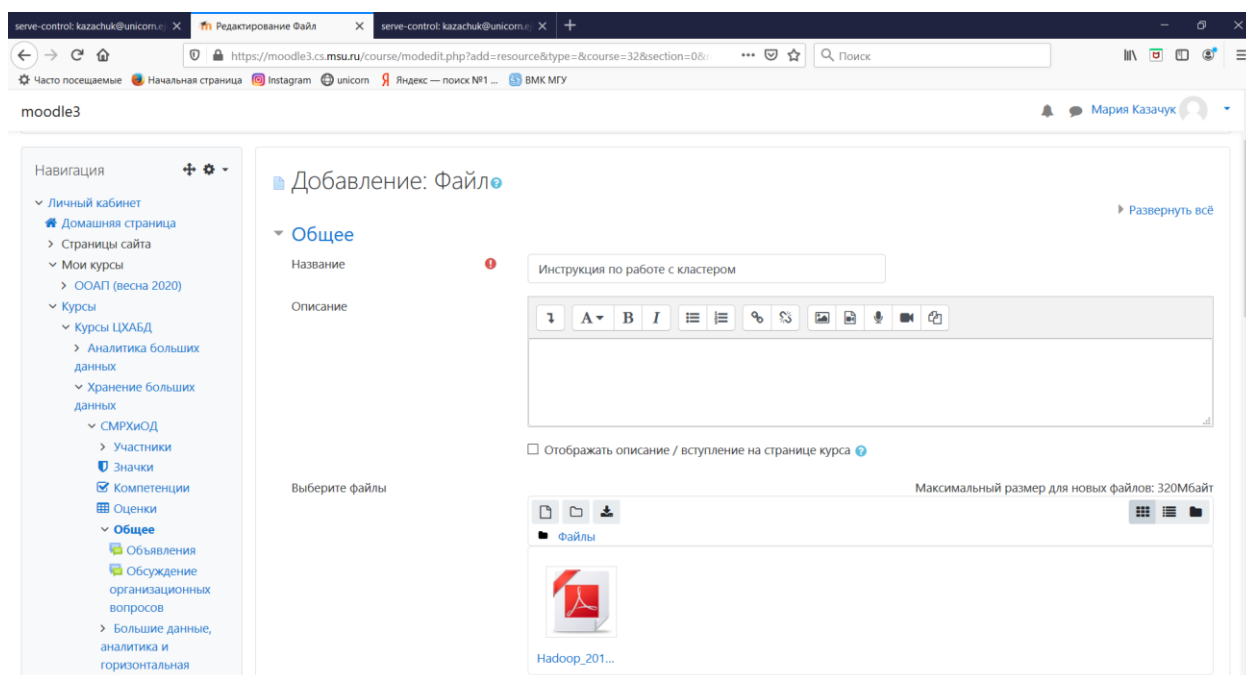 serve-control: kazachuk@unicorn.ej
Редактирование Файл
serve-control: kazachuk@unicorn.ej
https://moodle3.cs.msu.ru/course/modedit.php?add=resource&type=&course=32&section=0&r
Поиск
Часто посещаемые Начальная страница Instagram unicorn Яндекс — поиск №1 ... ВМК МГУ
moodle3
Мария Казачук
Навигация
Личный кабинет
Домашняя страница
Страницы сайта
Мои курсы
ООАП (весна 2020)
Курсы
Курсы ЦХАБД
Аналитика больших
данных
Хранение больших
данных
СМРХиОД
Участники
Значки
Компетенции
Оценки
Общее
Объявления
Обсуждение
организационных
вопросов
Большие данные,
аналитика и
горизонтальная
Добавление: Файл
Развернуть всё
Общее
Название
Инструкция по работе с кластером
Описание
A B I
Отображать описание / вступление на странице курса
Выберите файлы
Максимальный размер для новых файлов: 320Мбайт
Файлы
Hadoop_201...